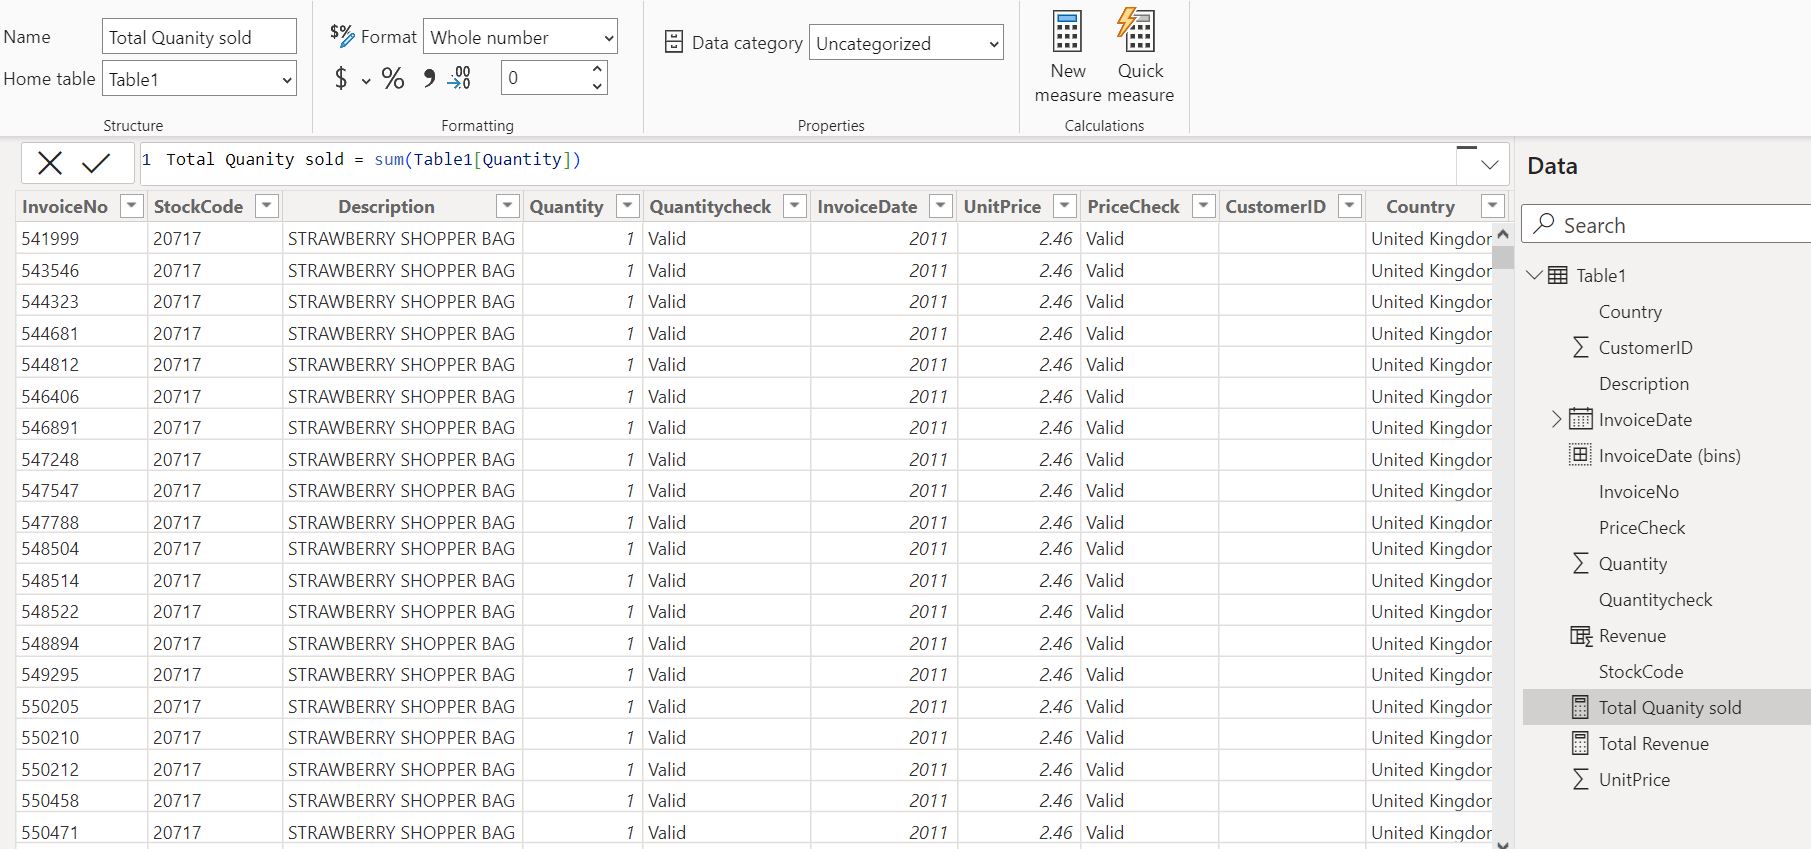 Name Total Quanity sold
Format Whole number
Data category Uncategorized
New measure
Quick measure
Home table Table1
$ % 9 .00 0
Structure
Formatting
Properties
Calculations
1 Total Quanity sold = sum(Table1[Quantity])
InvoiceNo StockCode Description Quantity Quantitycheck InvoiceDate UnitPrice PriceCheck CustomerID Country
541999 20717 STRAWBERRY SHOPPER BAG 1 Valid 2011 2.46 Valid United Kingdor
543546 20717 STRAWBERRY SHOPPER BAG 1 Valid 2011 2.46 Valid United Kingdor
544323 20717 STRAWBERRY SHOPPER BAG 1 Valid 2011 2.46 Valid United Kingdor
544681 20717 STRAWBERRY SHOPPER BAG 1 Valid 2011 2.46 Valid United Kingdor
544812 20717 STRAWBERRY SHOPPER BAG 1 Valid 2011 2.46 Valid United Kingdor
546406 20717 STRAWBERRY SHOPPER BAG 1 Valid 2011 2.46 Valid United Kingdor
546891 20717 STRAWBERRY SHOPPER BAG 1 Valid 2011 2.46 Valid United Kingdor
547248 20717 STRAWBERRY SHOPPER BAG 1 Valid 2011 2.46 Valid United Kingdor
547547 20717 STRAWBERRY SHOPPER BAG 1 Valid 2011 2.46 Valid United Kingdor
547788 20717 STRAWBERRY SHOPPER BAG 1 Valid 2011 2.46 Valid United Kingdor
548504 20717 STRAWBERRY SHOPPER BAG 1 Valid 2011 2.46 Valid United Kingdor
548514 20717 STRAWBERRY SHOPPER BAG 1 Valid 2011 2.46 Valid United Kingdor
548522 20717 STRAWBERRY SHOPPER BAG 1 Valid 2011 2.46 Valid United Kingdor
548894 20717 STRAWBERRY SHOPPER BAG 1 Valid 2011 2.46 Valid United Kingdor
549295 20717 STRAWBERRY SHOPPER BAG 1 Valid 2011 2.46 Valid United Kingdor
550205 20717 STRAWBERRY SHOPPER BAG 1 Valid 2011 2.46 Valid United Kingdor
550210 20717 STRAWBERRY SHOPPER BAG 1 Valid 2011 2.46 Valid United Kingdor
550212 20717 STRAWBERRY SHOPPER BAG 1 Valid 2011 2.46 Valid United Kingdor
550458 20717 STRAWBERRY SHOPPER BAG 1 Valid 2011 2.46 Valid United Kingdor
550471 20717 STRAWBERRY SHOPPER BAG 1 Valid 2011 2.46 Valid United Kingdor
Data
Search
Table1
Country
CustomerID
Description
InvoiceDate
InvoiceDate (bins)
InvoiceNo
PriceCheck
Quantity
Quantitycheck
Revenue
StockCode
Total Quanity sold
Total Revenue
UnitPrice